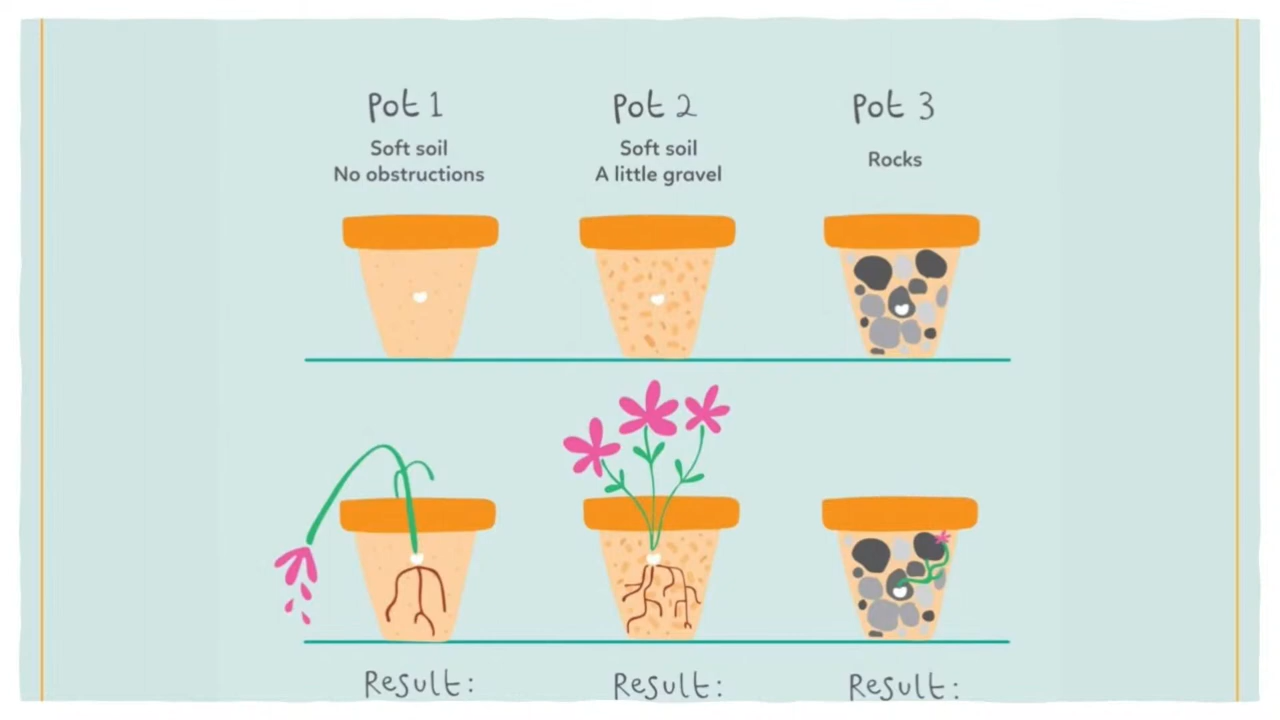 Pot 1
Soft soil
No obstructions
Pot 2
Soft soil
A little gravel
Pot 3
Rocks
Result:
Result:
Result: